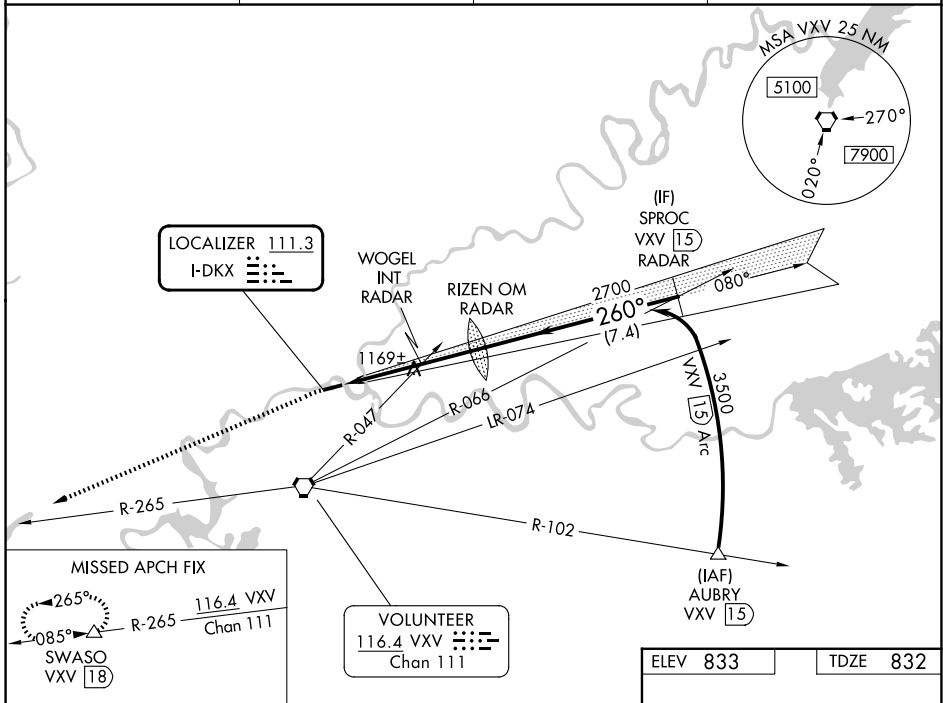 MSA VXV 25 NM
5100
270°
7900
020°
(IF)
SPROC
VXV 15
RADAR
LOCALIZER 111.3
I-DKX
WOGEL
INT
RADAR
RIZEN OM
RADAR
2700
080°
260°
(7.4)
1169±
3500
VXV 15 Arc
R-047
R-066
LR-074
R-265
R-102
(IAF)
AUBRY
VXV 15
MISSED APCH FIX
265°
116.4 VXV
R-265
Chan 111
085°
SWASO
VXV 18
VOLUNTEER
116.4 VXV
Chan 111
ELEV 833
TDZE 832